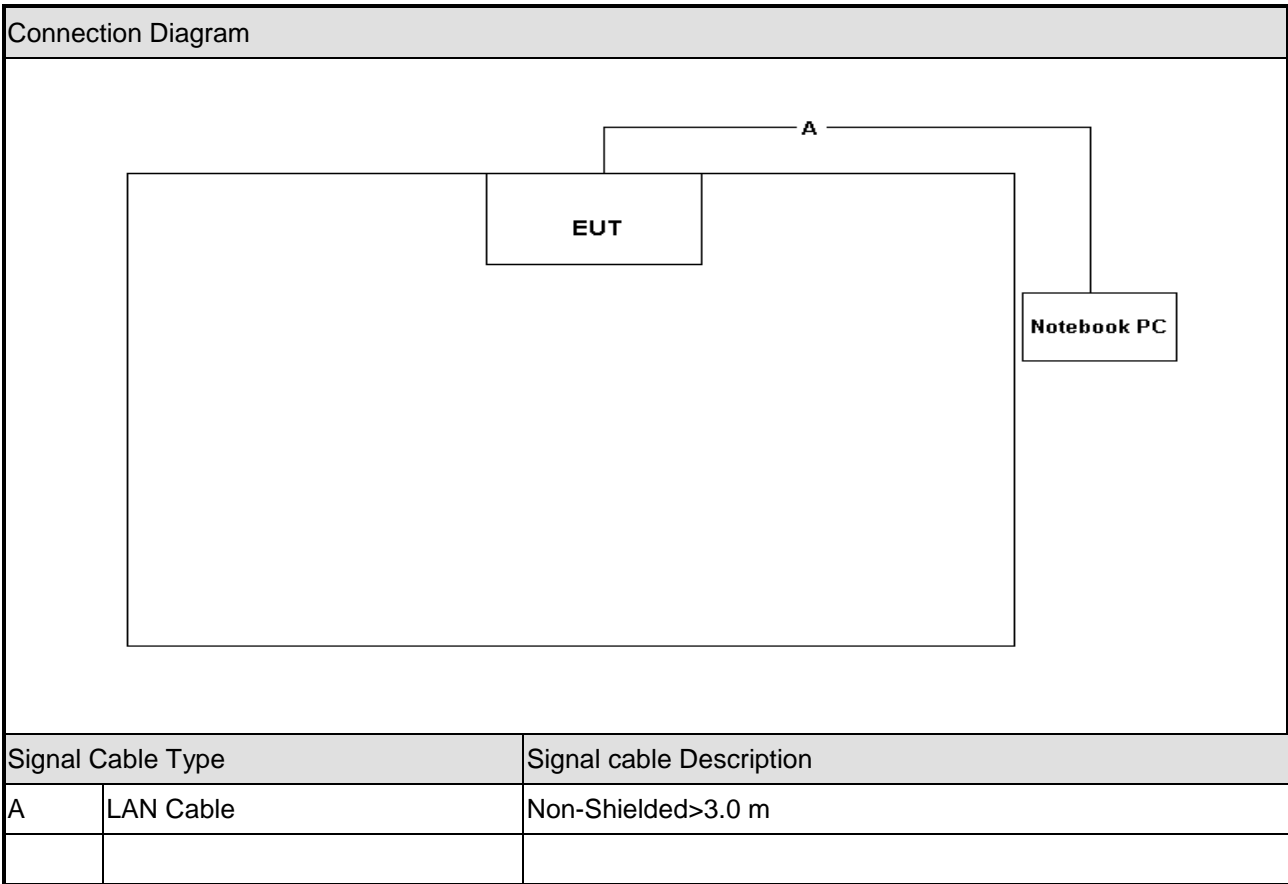 Connection Diagram
A
EUT
Notebook PC
Signal Cable Type Signal cable Description
A LAN Cable Non-Shielded>3.0 m